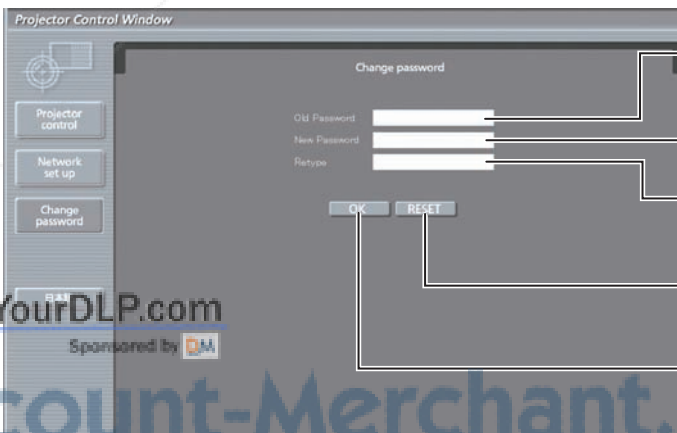 Projector Control Window
Change password
Projector
control
Network
set up
Change
password
Old Password
New Password
Retype
OK RESET
YourDLP.com
Sponsored by
count-Merchant.